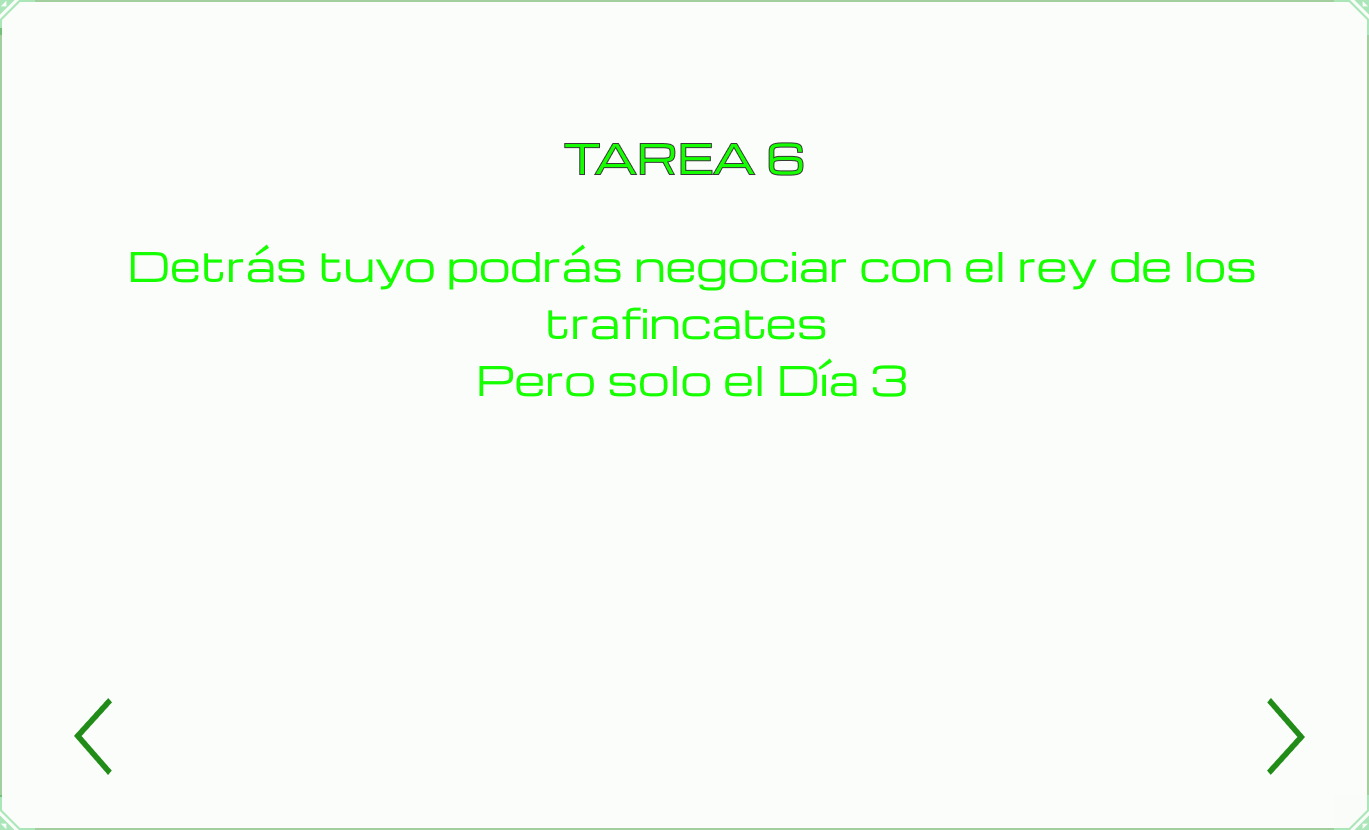 TAREA 6
Detrás tuyo podrás negociar con el rey de los
trafincates
Pero solo el Día 3